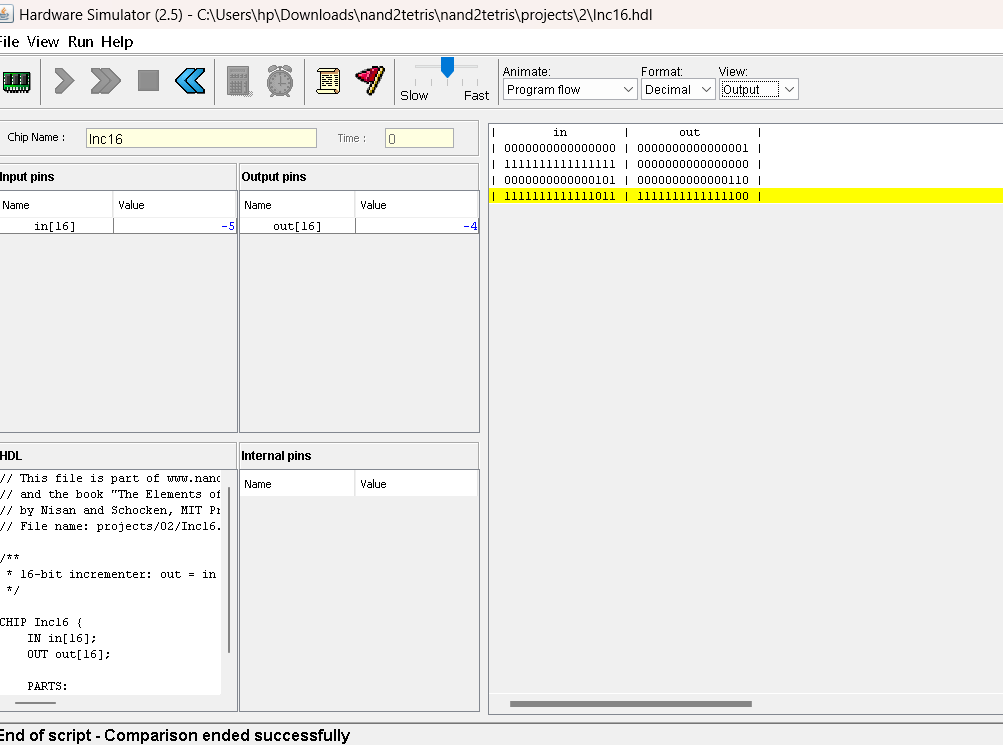 Hardware Simulator (2.5) - C:\Users\hp\Downloads\nand2tetris\nand2tetris\projects\2\Inc16.hdl
File View Run Help
Slow Fast
Animate: Format: View:
Program flow Decimal Output
Chip Name : Inc16 Time : 0
Input pins Output pins
Name Value Name Value
in[16] -5 out[16] -4
| in | out |
| 0000000000000000 | 0000000000000001 |
| 1111111111111111 | 0000000000000000 |
| 0000000000000101 | 0000000000000110 |
| 1111111111111011 | 1111111111111100 |
HDL Internal pins
Name Value
// This file is part of www.nand
// and the book "The Elements of
// by Nisan and Schocken, MIT Pr
// File name: projects/02/Inc16.
/**
* 16-bit incrementer: out = in
*/
CHIP Inc16 {
IN in[16];
OUT out[16];
PARTS:
End of script - Comparison ended successfully